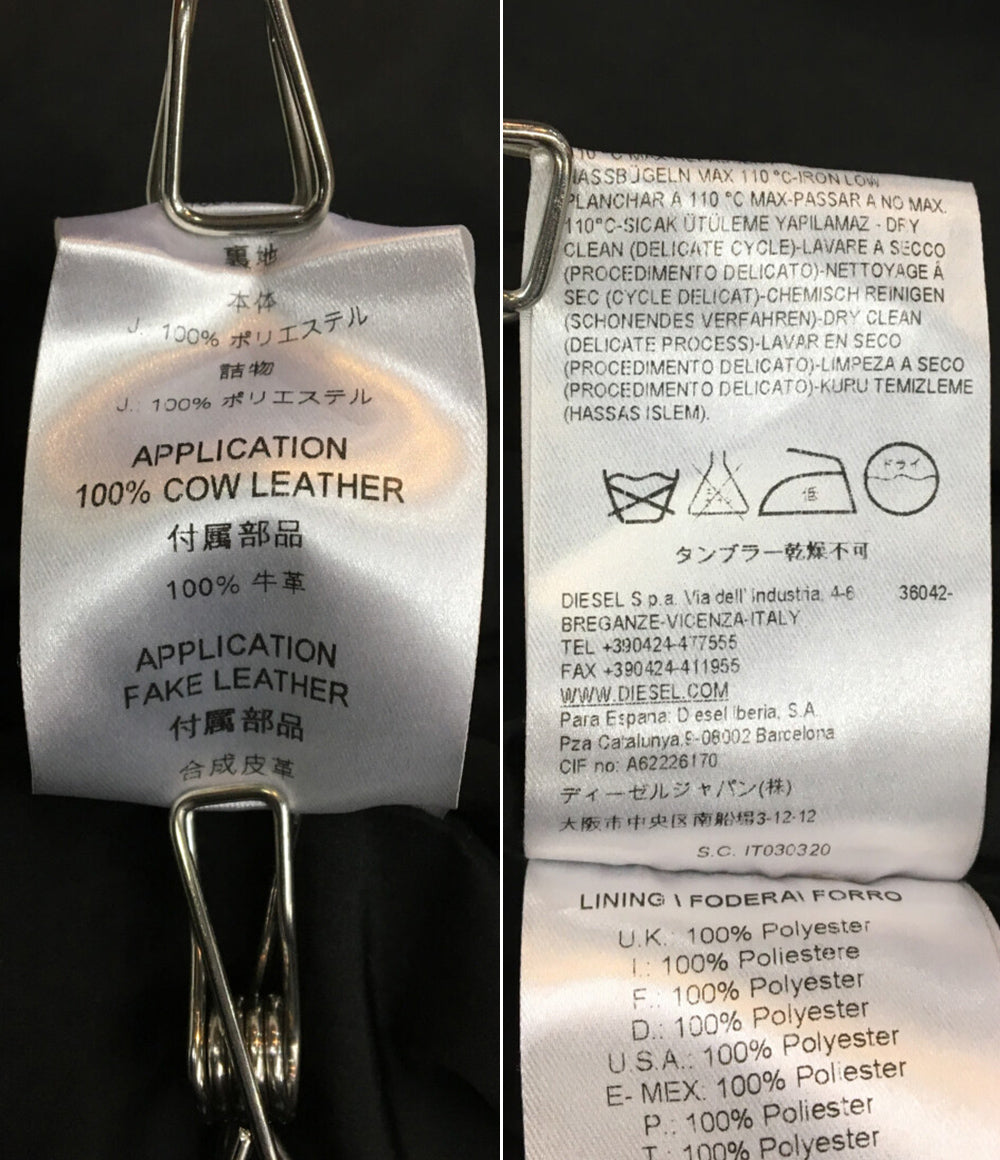 裏地
本体
J. 100% ポリエステル
詰物
J.: 100% ポリエステル
APPLICATION
100% COW LEATHER
付属部品
100% 牛革
APPLICATION
FAKE LEATHER
付属部品
合成皮革
NASSBÜGELN MAX 110 °C-IRON LOW
PLANCHAR A 110 °C MAX-PASSAR A NO MAX.
110°C-SICAK ÜTÜLEME YAPILAMAZ - DRY
CLEAN (DELICATE CYCLE)-LAVARE A SECCO
(PROCEDIMENTO DELICATO)-NETTOYAGE À
SEC (CYCLE DELICAT)-CHEMISCH REINIGEN
(SCHONENDES VERFAHREN)-DRY CLEAN
(DELICATE PROCESS)-LAVAR EN SECO
(PROCEDIMENTO DELICATO)-LIMPEZA A SECO
(PROCEDIMENTO DELICATO)-KURU TEMIZLEME
(HASSAS ISLEM).
低 ドライ
タンブラー乾燥不可
DIESEL S.p.a. Via dell' Industria, 4-6 36042-
BREGANZE-VICENZA-ITALY
TEL +390424-477555
FAX +390424-411955
WWW.DIESEL.COM
Para Espana: Diesel Iberia, S.A.
Pza Catalunya,9-08002 Barcelona
CIF no: A62226170
ディーゼルジャパン(株)
大阪市中央区南船場3-12-12
S.C. IT030320
LINING \ FODERA\ FORRO
U.K.: 100% Polyester
I.: 100% Poliestere
F.: 100% Polyester
D.: 100% Polyester
U.S.A.: 100% Polyester
E- MEX: 100% Poliester
P.: 100% Poliester
T.: 100% Polyester